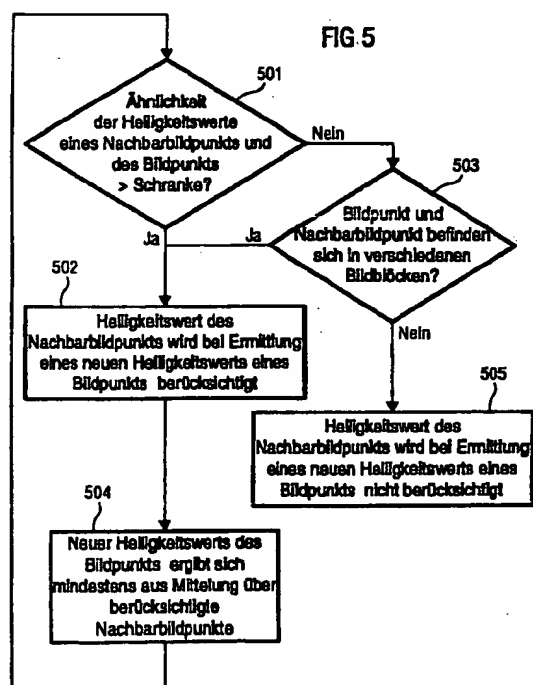 FIG 5
501
Ähnlichkeit
der Helligkeitswerte
eines Nachbarbildpunkts und
des Bildpunkts
> Schranke?
Nein
503
Bildpunkt und
Nachbarbildpunkt befinden
sich in verschiedenen
Bildblöcken?
Ja
Ja
Nein
502
Helligkeitswert des
Nachbarbildpunkts wird bei Ermittlung
eines neuen Helligkeitswerts eines
Bildpunkts berücksichtigt
505
Helligkeitswert des
Nachbarbildpunkts wird bei Ermittlung
eines neuen Helligkeitswerts eines
Bildpunkts nicht berücksichtigt
504
Neuer Helligkeitswerts des
Bildpunkts ergibt sich
mindestens aus Mittelung über
berücksichtigte
Nachbarbildpunkte